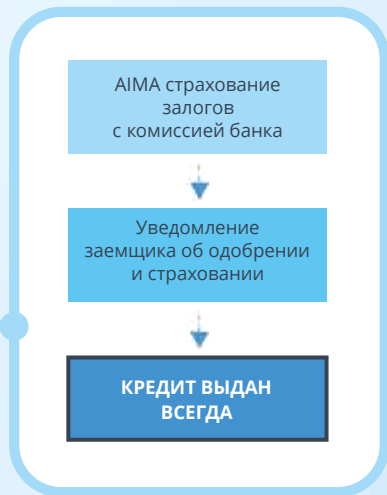 AIMA страхование
залогов
с комиссией банка
Уведомление
заемщика об одобрении
и страховании
КРЕДИТ ВЫДАН
ВСЕГДА